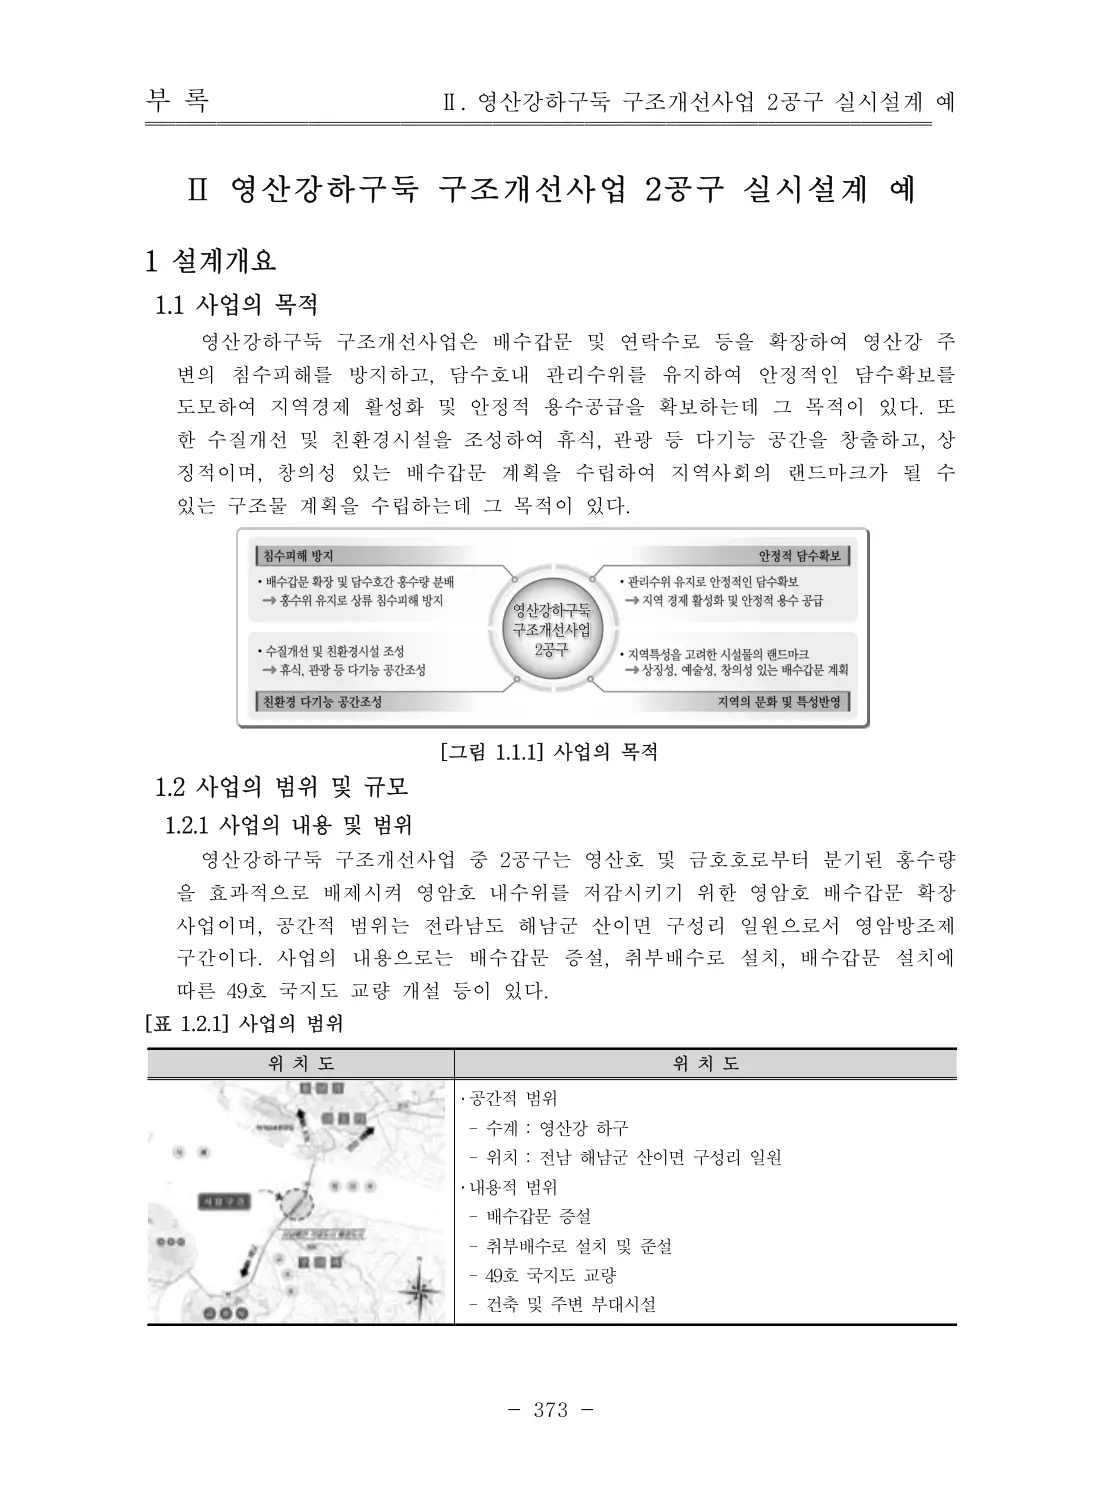 부 록
Ⅱ. 영산강하구둑 구조개선사업 2공구 실시설계 예
Ⅱ 영산강하구둑 구조개선사업 2공구 실시설계 예
1 설계개요
1.1 사업의 목적
영산강하구둑 구조개선사업은 배수갑문 및 연락수로 등을 확장하여 영산강 주
변의 침수피해를 방지하고, 담수호내 관리수위를 유지하여 안정적인 담수확보를
도모하여 지역경제 활성화 및 안정적 용수공급을 확보하는데 그 목적이 있다. 또
한 수질개선 및 친환경시설을 조성하여 휴식, 관광 등 다기능 공간을 창출하고, 상
징적이며, 창의성 있는 배수갑문 계획을 수립하여 지역사회의 랜드마크가 될 수
있는 구조물 계획을 수립하는데 그 목적이 있다.
침수피해 방지
• 배수갑문 확장 및 담수호간 홍수량 분배
→ 홍수위 유지로 상류 침수피해 방지
안정적 담수확보
• 관리수위 유지로 안정적인 담수확보
→ 지역 경제 활성화 및 안정적 용수 공급
영산강하구둑
구조개선사업
2공구
• 수질개선 및 친환경시설 조성
→ 휴식, 관광 등 다기능 공간조성
친환경 다기능 공간조성
• 지역특성을 고려한 시설물의 랜드마크
→ 상징성, 예술성, 창의성 있는 배수갑문 계획
지역의 문화 및 특성반영
[그림 1.1.1] 사업의 목적
1.2 사업의 범위 및 규모
1.2.1 사업의 내용 및 범위
영산강하구둑 구조개선사업 중 2공구는 영산호 및 금호호로부터 분기된 홍수량
을 효과적으로 배제시켜 영암호 내수위를 저감시키기 위한 영암호 배수갑문 확장
사업이며, 공간적 범위는 전라남도 해남군 산이면 구성리 일원으로서 영암방조제
구간이다. 사업의 내용으로는 배수갑문 증설, 취부배수로 설치, 배수갑문 설치에
따른 49호 국지도 교량 개설 등이 있다.
[표 1.2.1] 사업의 범위
위 치 도
위 치 도
사업구간
·공간적 범위
- 수계 : 영산강 하구
- 위치 : 전남 해남군 산이면 구성리 일원
·내용적 범위
- 배수갑문 증설
- 취부배수로 설치 및 준설
- 49호 국지도 교량
- 건축 및 주변 부대시설
- 373 -